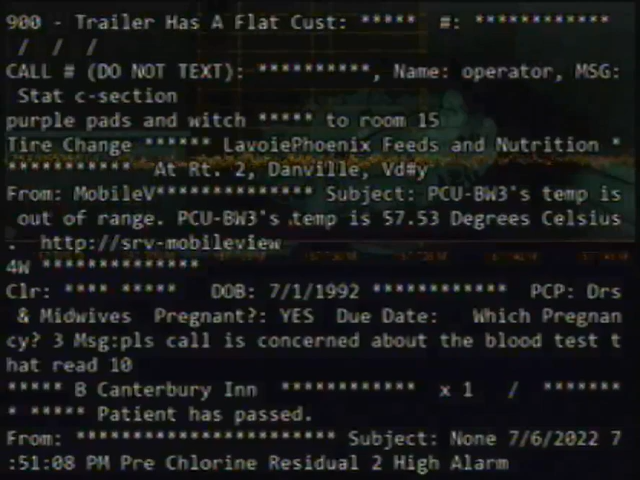 900 - Trailer Has A Flat Cust: ***** #: ************
/ / /
CALL # (DO NOT TEXT): **********, Name: operator, MSG:
Stat c-section
purple pads and witch ***** to room 15
Tire Change ****** LavoiePhoenix Feeds and Nutrition *
*********** At Rt. 2, Danville, Vd#y
From: MobileV************** Subject: PCU-BW3's temp is
out of range. PCU-BW3's temp is 57.53 Degrees Celsius
. http://srv-mobileview
4W **************
Clr: **** ***** DOB: 7/1/1992 ************ PCP: Drs
& Midwives Pregnant?: YES Due Date: Which Pregnan
cy? 3 Msg:pls call is concerned about the blood test t
hat read 10
***** B Canterbury Inn ************ x 1 / *******
* ***** Patient has passed.
From: *********************** Subject: None 7/6/2022 7
:51:08 PM Pre Chlorine Residual 2 High Alarm